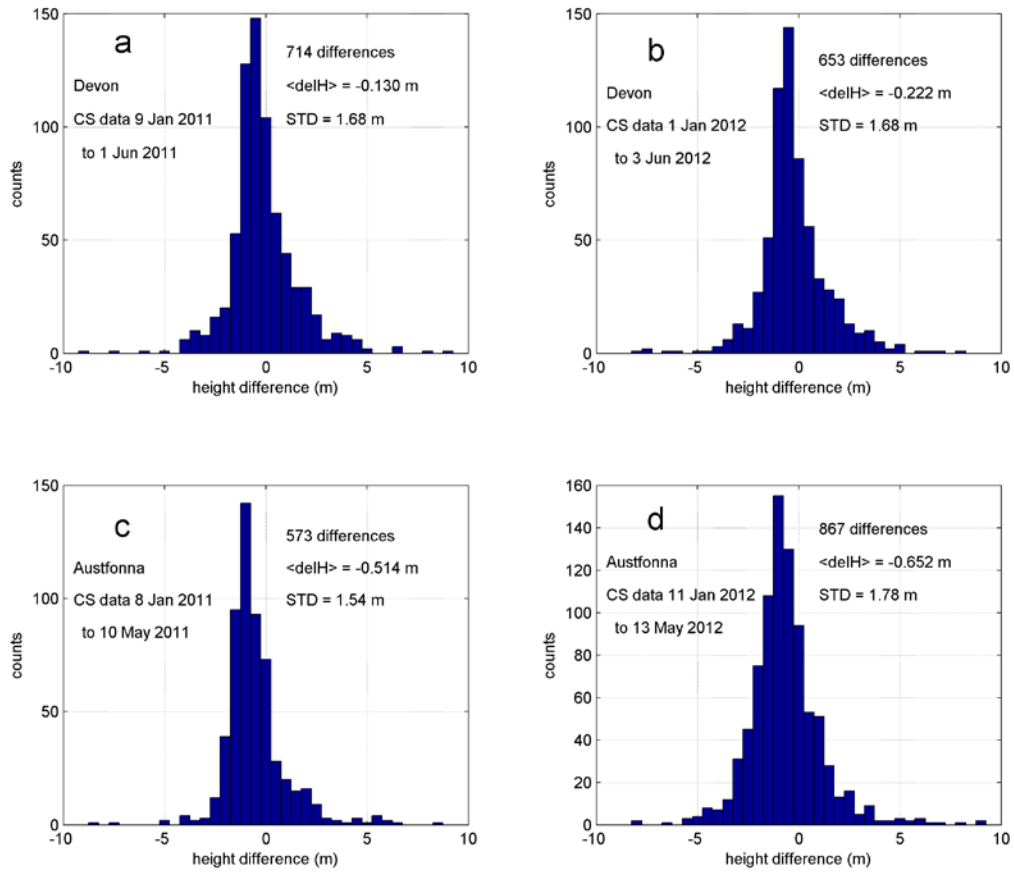 a
714 differences
Devon
<delH> = -0.130 m
CS data 9 Jan 2011
STD = 1.68 m
to 1 Jun 2011
150
100
50
0
counts
-10
-5
0
5
10
height difference (m)
b
653 differences
Devon
<delH> = -0.222 m
CS data 1 Jan 2012
STD = 1.68 m
to 3 Jun 2012
150
100
50
0
counts
-10
-5
0
5
10
height difference (m)
c
573 differences
Austfonna
<delH> = -0.514 m
CS data 8 Jan 2011
STD = 1.54 m
to 10 May 2011
150
100
50
0
counts
-10
-5
0
5
10
height difference (m)
d
867 differences
Austfonna
<delH> = -0.652 m
CS data 11 Jan 2012
STD = 1.78 m
to 13 May 2012
160
140
120
100
80
60
40
20
0
counts
-10
-5
0
5
10
height difference (m)